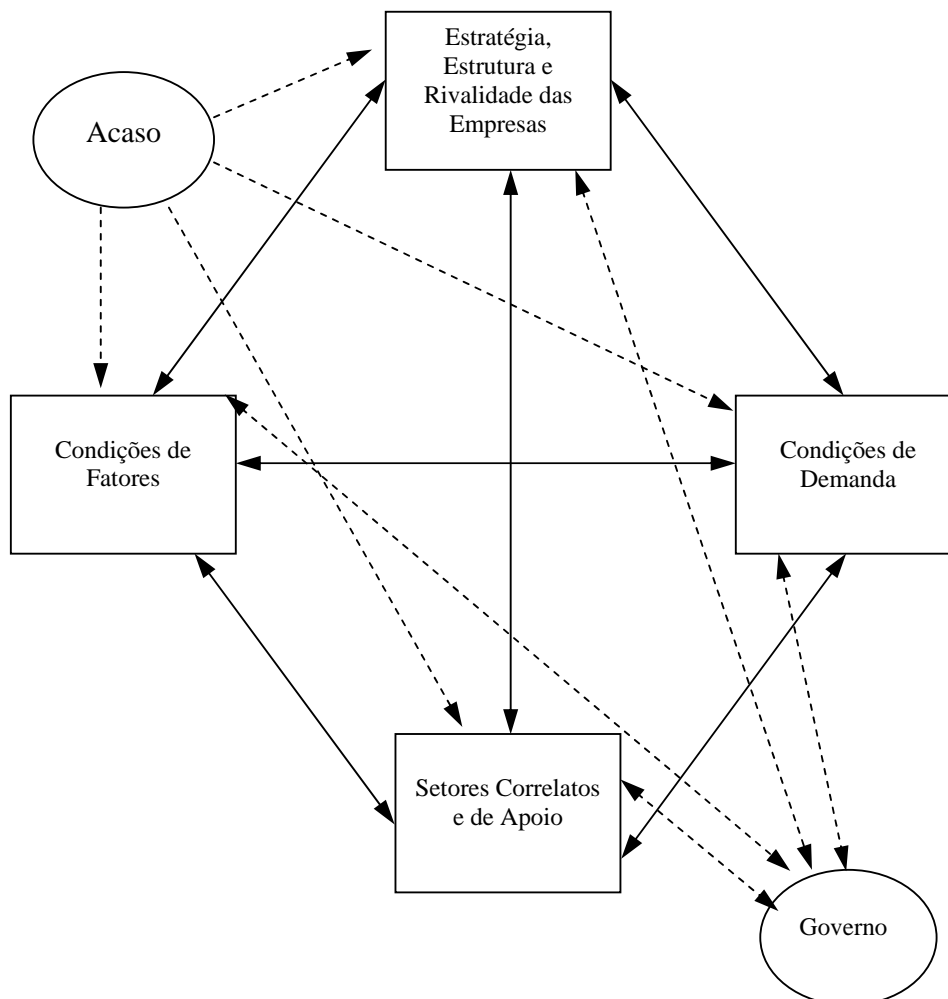 Estratégia,
Estrutura e
Rivalidade das
Empresas
Acaso
Condições de
Fatores
Condições de
Demanda
Setores Correlatos
e de Apoio
Governo